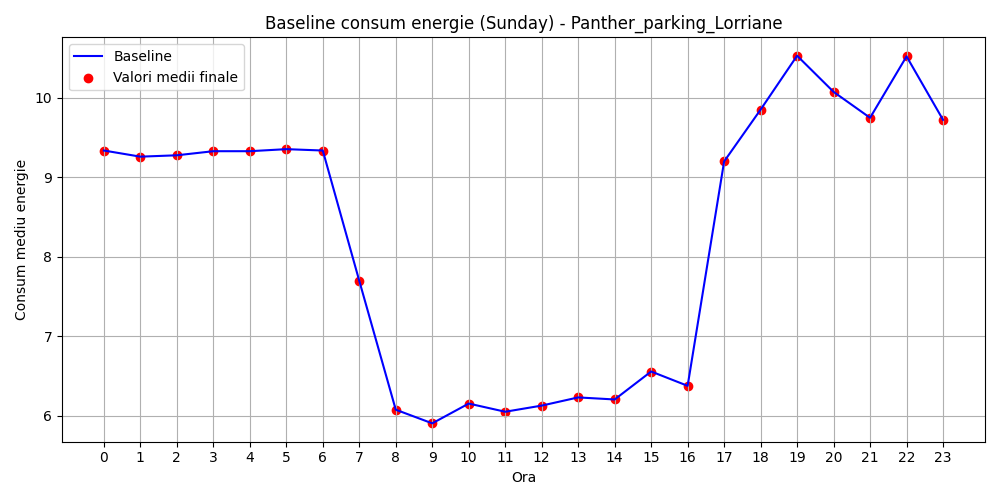 Baseline consum energie (Sunday) - Panther_parking_Lorriane
Baseline
Valori medii finale
Consum mediu energie
10
9
8
7
6
0 1 2 3 4 5 6 7 8 9 10 11 12 13 14 15 16 17 18 19 20 21 22 23
Ora